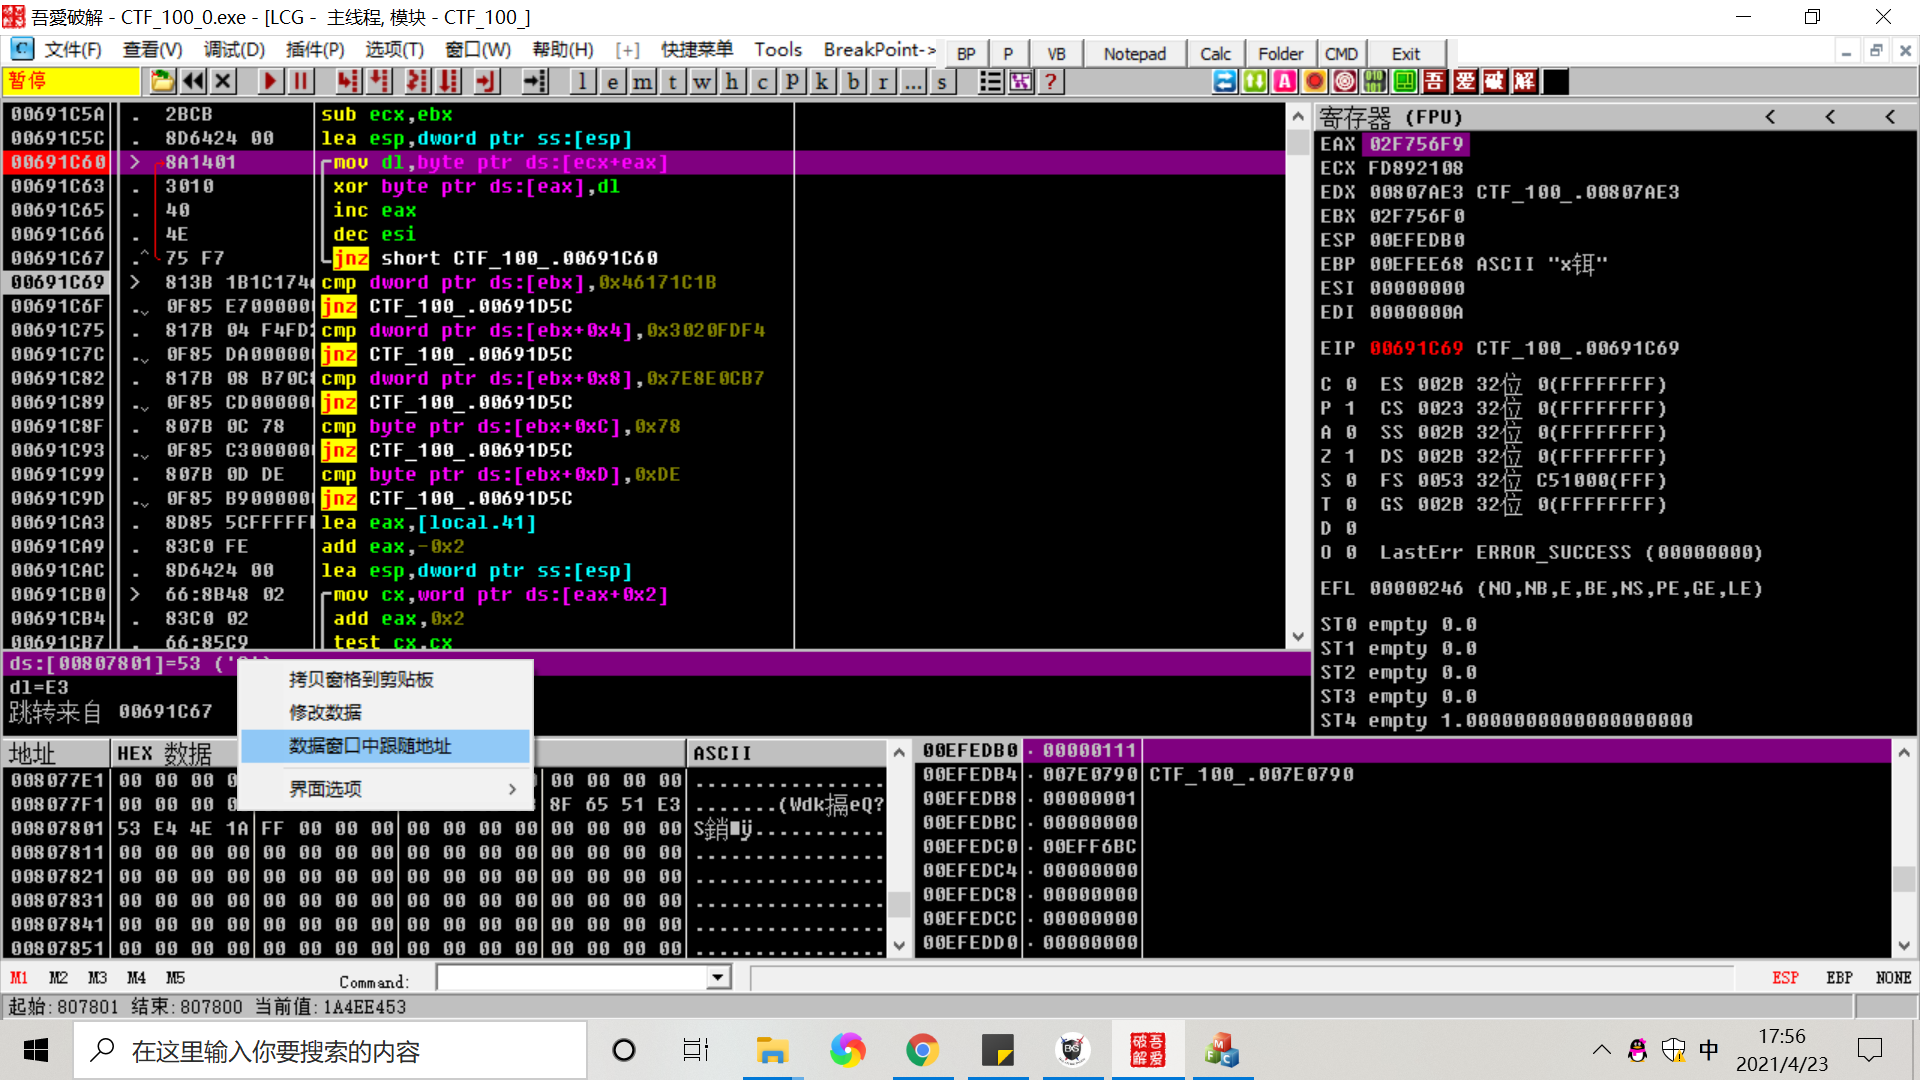 吾愛破解 - CTF_100_0.exe - [LCG - 主线程, 模块 - CTF_100_]
文件(F) 查看(V) 调试(D) 插件(P) 选项(T) 窗口(W) 帮助(H) [+] 快捷菜单 Tools BreakPoint-> BP P VB Notepad Calc Folder CMD Exit
暂停 l e m t w h c P k b r ... s ? 吾 爱 破 解
00691C5A . 2BCB sub ecx,ebx
00691C5C . 8D6424 00 lea esp,dword ptr ss:[esp]
00691C60 > 8A1401 mov dl,byte ptr ds:[ecx+eax]
00691C63 . 3010 xor byte ptr ds:[eax],dl
00691C65 . 40 inc eax
00691C66 . 4E dec esi
00691C67 .^ 75 F7 jnz short CTF_100_.00691C60
00691C69 > 813B 1B1C174 cmp dword ptr ds:[ebx],0x46171C1B
00691C6F . 0F85 E7000000 jnz CTF_100_.00691D5C
00691C75 . 817B 04 F4FD2 cmp dword ptr ds:[ebx+0x4],0x3020FDF4
00691C7C . 0F85 DA000000 jnz CTF_100_.00691D5C
00691C82 . 817B 08 B70C8 cmp dword ptr ds:[ebx+0x8],0x7E8E0CB7
00691C89 . 0F85 CD000000 jnz CTF_100_.00691D5C
00691C8F . 807B 0C 78 cmp byte ptr ds:[ebx+0xC],0x78
00691C93 . 0F85 C3000000 jnz CTF_100_.00691D5C
00691C99 . 807B 0D DE cmp byte ptr ds:[ebx+0xD],0xDE
00691C9D . 0F85 B9000000 jnz CTF_100_.00691D5C
00691CA3 . 8D85 5CFFFFFF lea eax,[local.41]
00691CA9 . 83C0 FE add eax,-0x2
00691CAC . 8D6424 00 lea esp,dword ptr ss:[esp]
00691CB0 > 66:8B48 02 mov cx,word ptr ds:[eax+0x2]
00691CB4 . 83C0 02 add eax,0x2
00691CB7 . 66:85C9 test cx,cx
寄存器 (FPU) < < <
EAX 02F756F9
ECX FD892108
EDX 00807AE3 CTF_100_.00807AE3
EBX 02F756F0
ESP 00EFEDB0
EBP 00EFEE68 ASCII "x铒"
ESI 00000000
EDI 0000000A
EIP 00691C69 CTF_100_.00691C69
C 0 ES 002B 32位 0(FFFFFFFF)
P 1 CS 0023 32位 0(FFFFFFFF)
A 0 SS 002B 32位 0(FFFFFFFF)
Z 1 DS 002B 32位 0(FFFFFFFF)
S 0 FS 0053 32位 C51000(FFF)
T 0 GS 002B 32位 0(FFFFFFFF)
D 0
O 0 LastErr ERROR_SUCCESS (00000000)
EFL 00000246 (NO,NB,E,BE,NS,PE,GE,LE)
ST0 empty 0.0
ST1 empty 0.0
ST2 empty 0.0
ST3 empty 0.0
ST4 empty 1.0000000000000000000
ds:[00807801]=53
dl=E3
跳转来自 00691C67
拷贝窗格到剪贴板
修改数据
数据窗口中跟随地址
界面选项
地址 HEX 数据 ASCII
008077E1 00 00 00 00 00 00 00 ................
008077F1 00 00 00 8F 65 51 E3 .......(Wdk搹eQ?
00807801 53 E4 4E 1A FF 00 00 00 00 00 00 00 00 00 00 00
00807811 00 00 00 00 00 00 00 00 00 00 00 00 00 00 00 00 ................
00807821 00 00 00 00 00 00 00 00 00 00 00 00 00 00 00 00 ................
00807831 00 00 00 00 00 00 00 00 00 00 00 00 00 00 00 00 ................
00807841 00 00 00 00 00 00 00 00 00 00 00 00 00 00 00 00 ................
00807851 00 00 00 00 00 00 00 00 00 00 00 00 00 00 00 00 ................
00EFEDB0 . 00000111
00EFEDB4 . 007E0790 CTF_100_.007E0790
00EFEDB8 . 00000001
00EFEDBC . 00000000
00EFEDC0 . 00EFF6BC
00EFEDC4 . 00000000
00EFEDC8 . 00000000
00EFEDCC . 00000000
00EFEDD0 . 00000000
M1 M2 M3 M4 M5 Command: ESP EBP NONE
起始:807801 结束:807800 当前值:1A4EE453
在这里输入你要搜索的内容
破吾解爱
中
17:56
2021/4/23